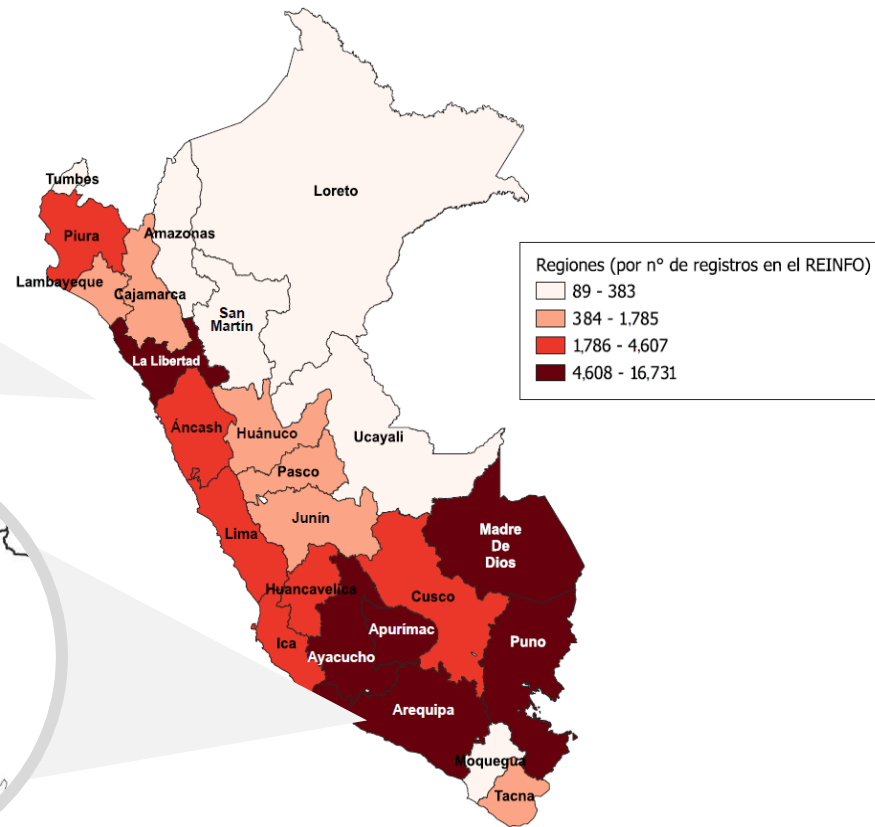 Tumbes
Loreto
Piura
Amazonas
Lambayeque
Cajamarca
San
Martín
La Libertad
Regiones (por n° de registros en el REINFO)
89 - 383
384 - 1,785
1,786 - 4,607
4,608 - 16,731
Áncash
Huánuco
Ucayali
Pasco
Junín
Lima
Madre
De
Dios
Huancavelica
Cusco
Apurímac
Ica
Ayacucho
Puno
Arequipa
Moquegua
Tacna